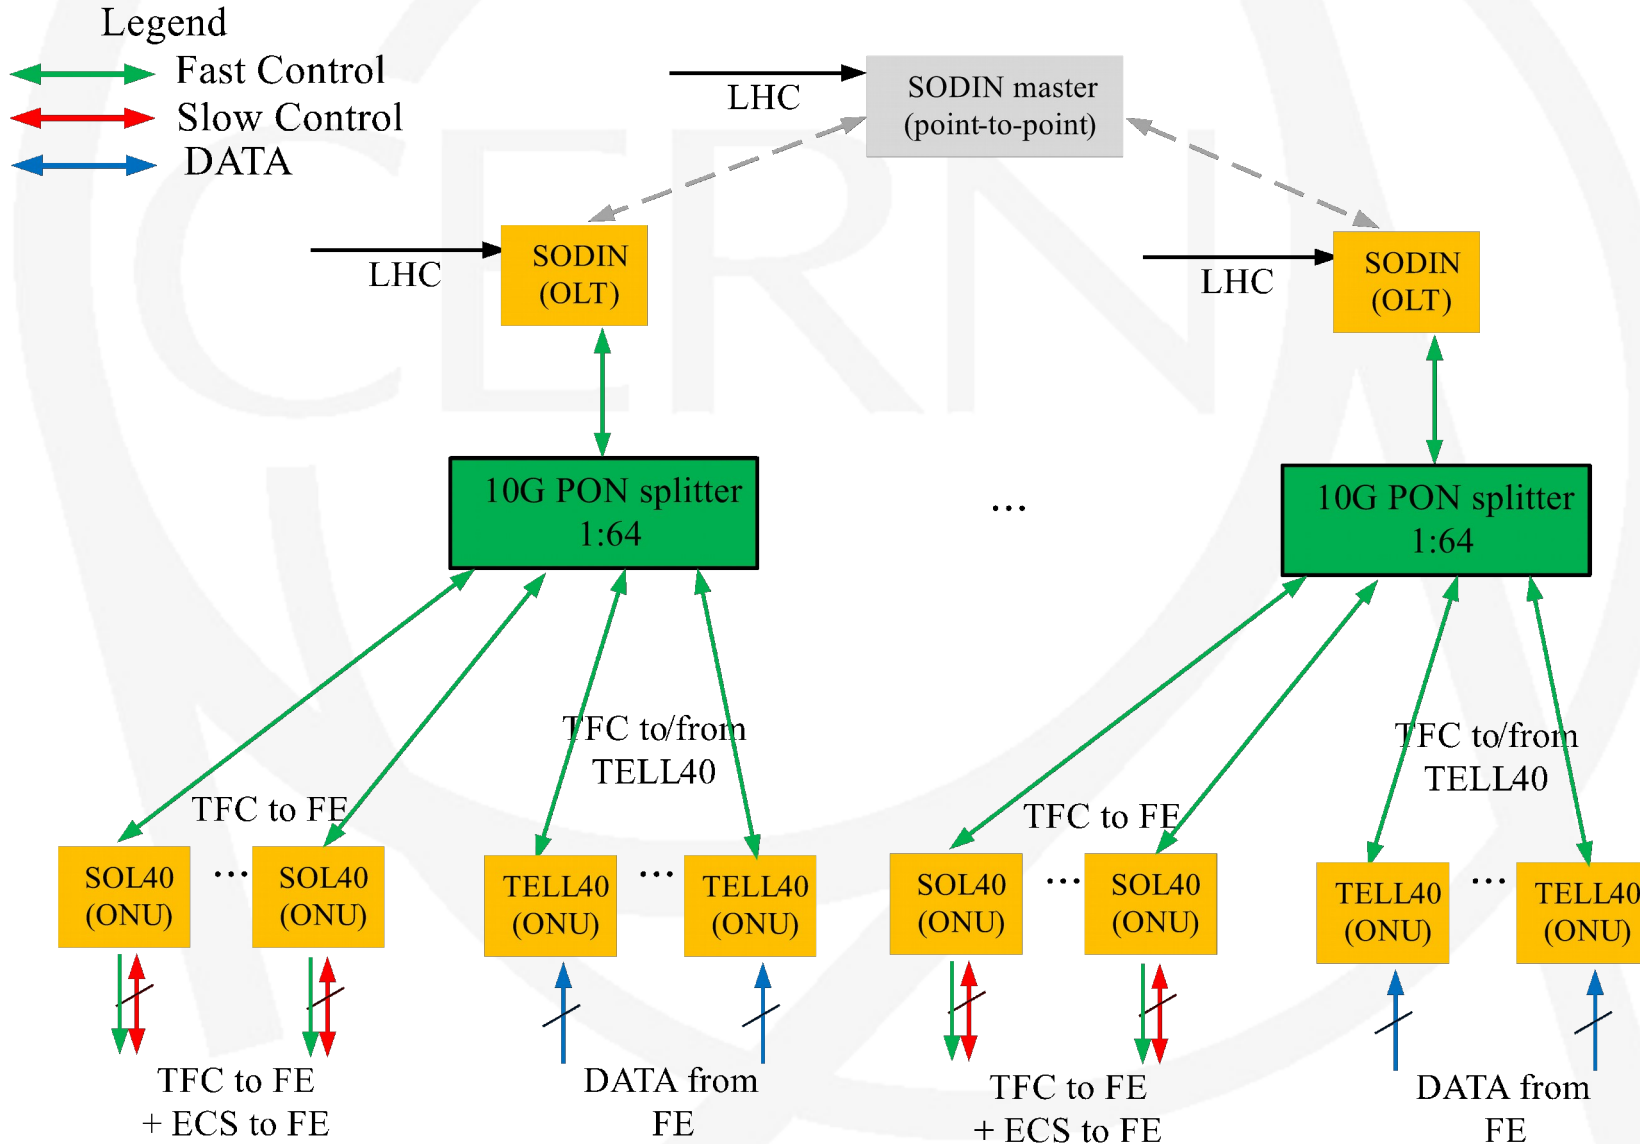 Legend
Fast Control
Slow Control
DATA
LHC
SODIN master
(point-to-point)
LHC
SODIN
(OLT)
LHC
SODIN
(OLT)
CERN
10G PON splitter
1:64
...
10G PON splitter
1:64
TFC to/from
TELL40
TFC to/from
TELL40
TFC to FE
TFC to FE
SOL40
(ONU)
...
SOL40
(ONU)
TELL40
(ONU)
...
TELL40
(ONU)
SOL40
(ONU)
...
SOL40
(ONU)
TELL40
(ONU)
...
TELL40
(ONU)
TFC to FE
+ ECS to FE
DATA from
FE
TFC to FE
+ ECS to FE
DATA from
FE